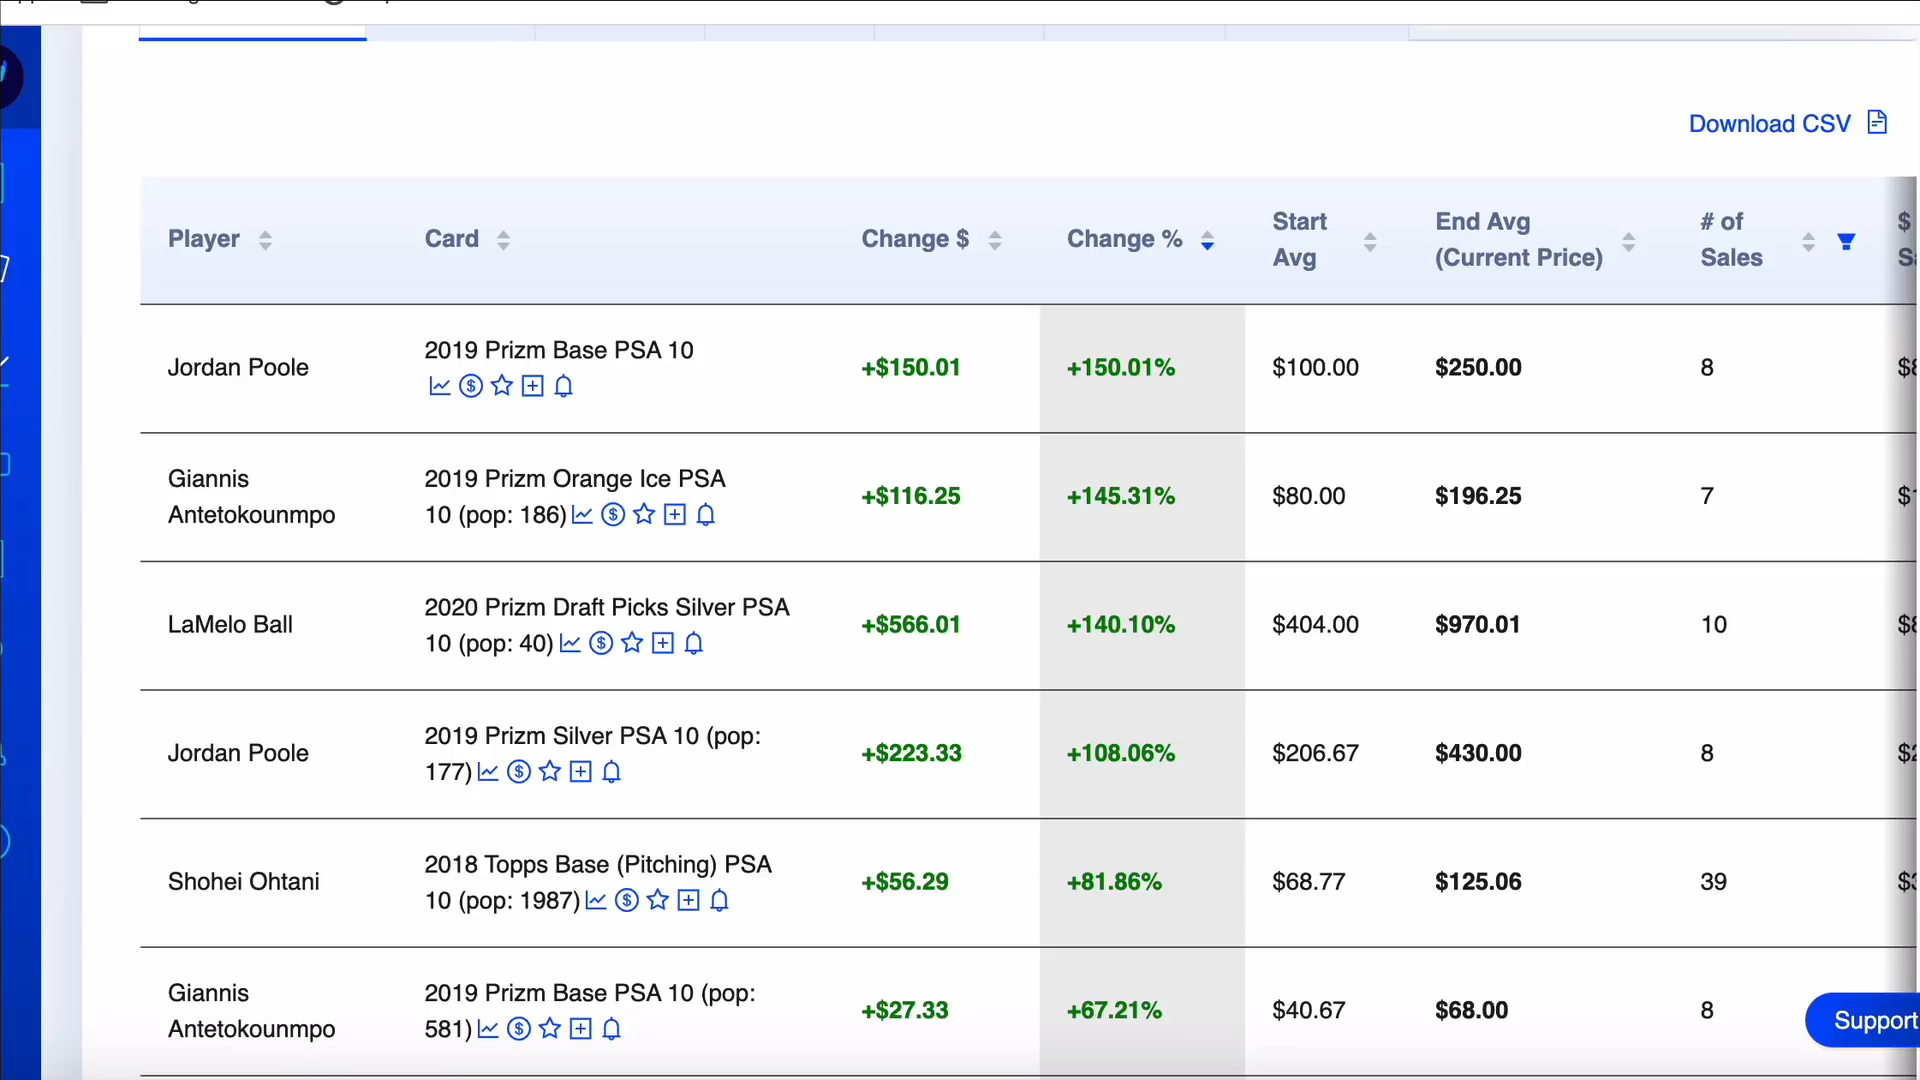 Download CSV
Player
Card
Change $
Change %
Start
Avg
End Avg
(Current Price)
# of
Sales
$
Jordan Poole
2019 Prizm Base PSA 10
+$150.01
+150.01%
$100.00
$250.00
8
Giannis
Antetokounmpo
2019 Prizm Orange Ice PSA
10 (pop: 186)
+$116.25
+145.31%
$80.00
$196.25
7
LaMelo Ball
2020 Prizm Draft Picks Silver PSA
10 (pop: 40)
+$566.01
+140.10%
$404.00
$970.01
10
Jordan Poole
2019 Prizm Silver PSA 10 (pop:
177)
+$223.33
+108.06%
$206.67
$430.00
8
Shohei Ohtani
2018 Topps Base (Pitching) PSA
10 (pop: 1987)
+$56.29
+81.86%
$68.77
$125.06
39
Giannis
Antetokounmpo
2019 Prizm Base PSA 10 (pop:
581)
+$27.33
+67.21%
$40.67
$68.00
8
Support